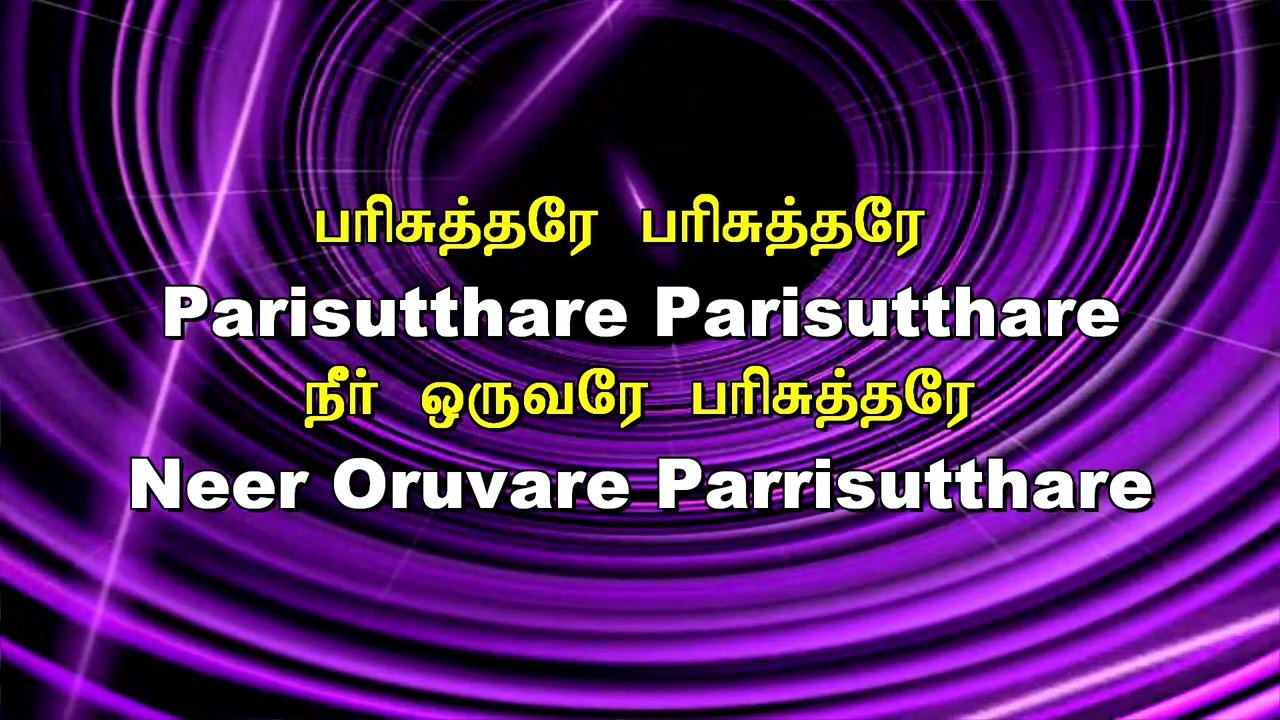 பரிசுத்தரே பரிசுத்தரே
Parisutthare Parisutthare
நீர் ஒருவரே பரிசுத்தரே
Neer Oruvare Parrisutthare